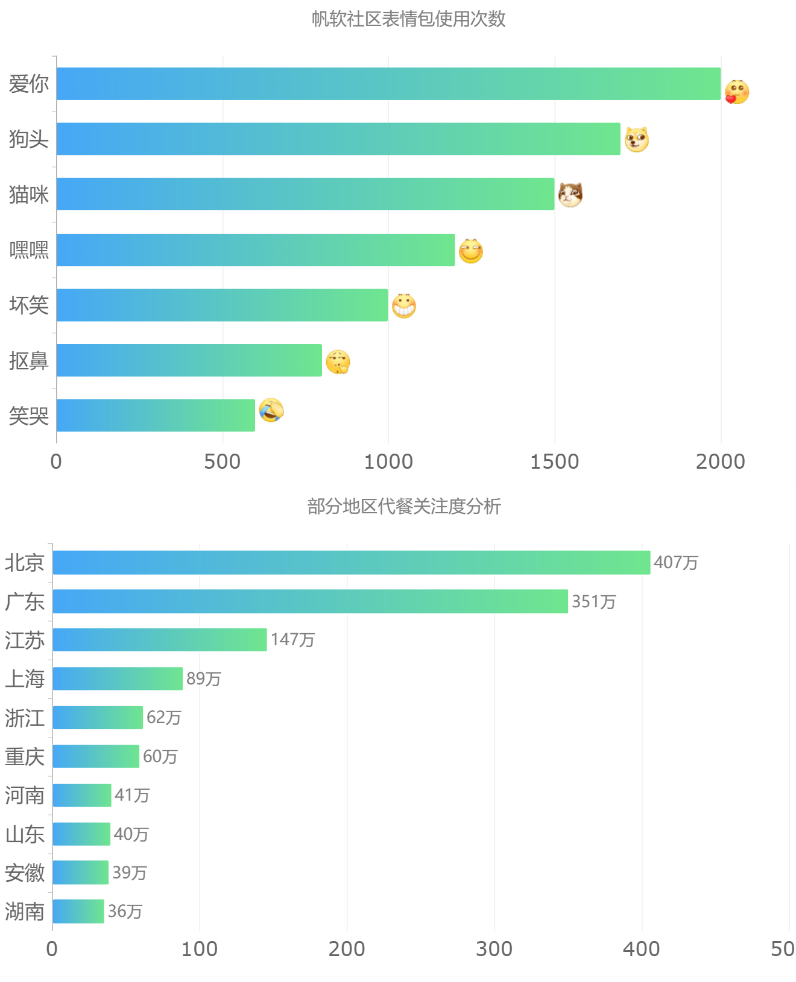 帆软社区表情包使用次数
爱你
狗头
猫咪
嘿嘿
坏笑
抠鼻
笑哭
0 500 1000 1500 2000
部分地区代餐关注度分析
北京 407万
广东 351万
江苏 147万
上海 89万
浙江 62万
重庆 60万
河南 41万
山东 40万
安徽 39万
湖南 36万
0 100 200 300 400 50